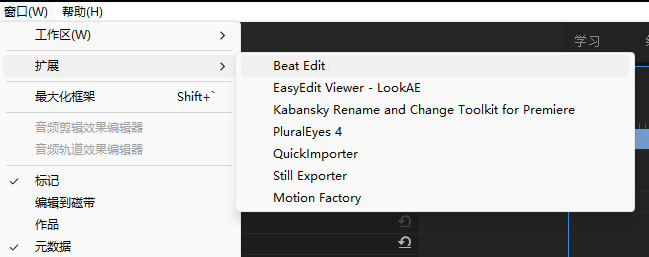 窗口(W) 帮助(H)
工作区(W)
学习
扩展
Beat Edit
EasyEdit Viewer - LookAE
最大化框架 Shift+`
Kabansky Rename and Change Toolkit for Premiere
音频剪辑效果编辑器
PluralEyes 4
音频轨道效果编辑器
QuickImporter
标记
Still Exporter
编辑到磁带
Motion Factory
作品
元数据